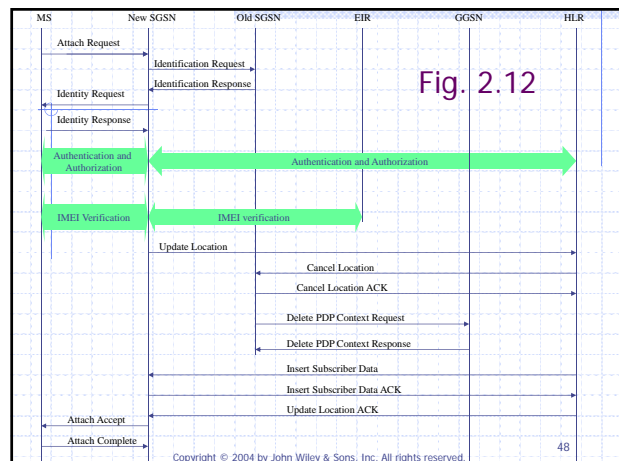 MS New SGSN Old SGSN EIR GGSN HLR
Attach Request
Identification Request
Identification Response
Fig. 2.12
Identity Request
Identity Response
Authentication and
Authorization
Authentication and Authorization
IMEI Verification
IMEI verification
Update Location
Cancel Location
Cancel Location ACK
Delete PDP Context Request
Delete PDP Context Response
Insert Subscriber Data
Insert Subscriber Data ACK
Update Location ACK
Attach Accept
Attach Complete
48
Copyright © 2004 by John Wiley & Sons, Inc. All rights reserved.